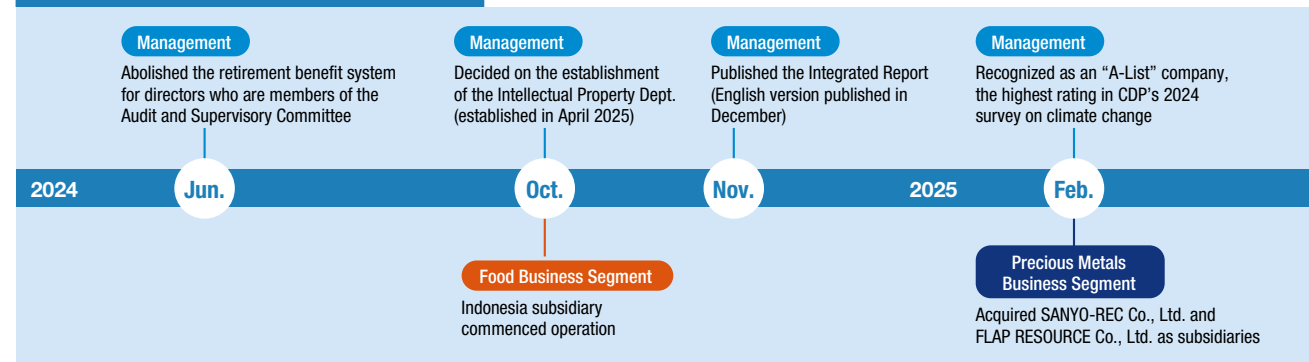 Management
Abolished the retirement benefit system
for directors who are members of the
Audit and Supervisory Committee
Management
Decided on the establishment
of the Intellectual Property Dept.
(established in April 2025)
Management
Published the Integrated Report
(English version published in
December)
Management
Recognized as an “A-List” company,
the highest rating in CDP’s 2024
survey on climate change
2024
Jun.
Oct.
Nov.
2025
Feb.
Food Business Segment
Indonesia subsidiary
commenced operation
Precious Metals
Business Segment
Acquired SANYO-REC Co., Ltd. and
FLAP RESOURCE Co., Ltd. as subsidiaries